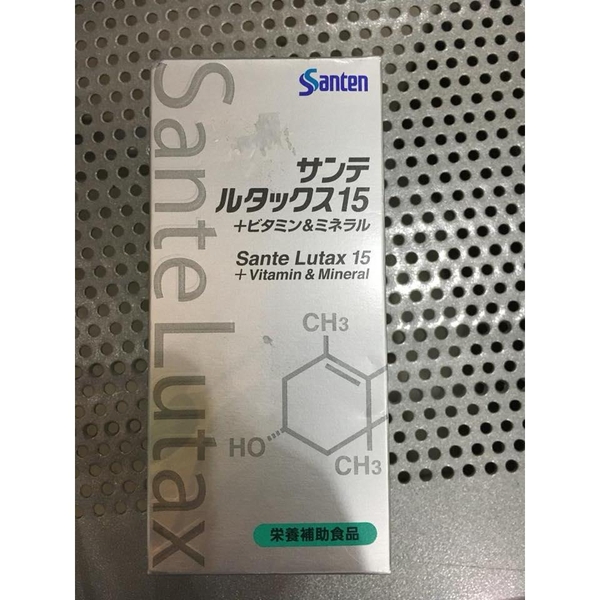 Santen
サンテ
ルタックス15
+ビタミン&ミネラル
Sante Lutax 15
+ Vitamin & Mineral
Sante Lutax
CH3
HO
CH3
栄養補助食品